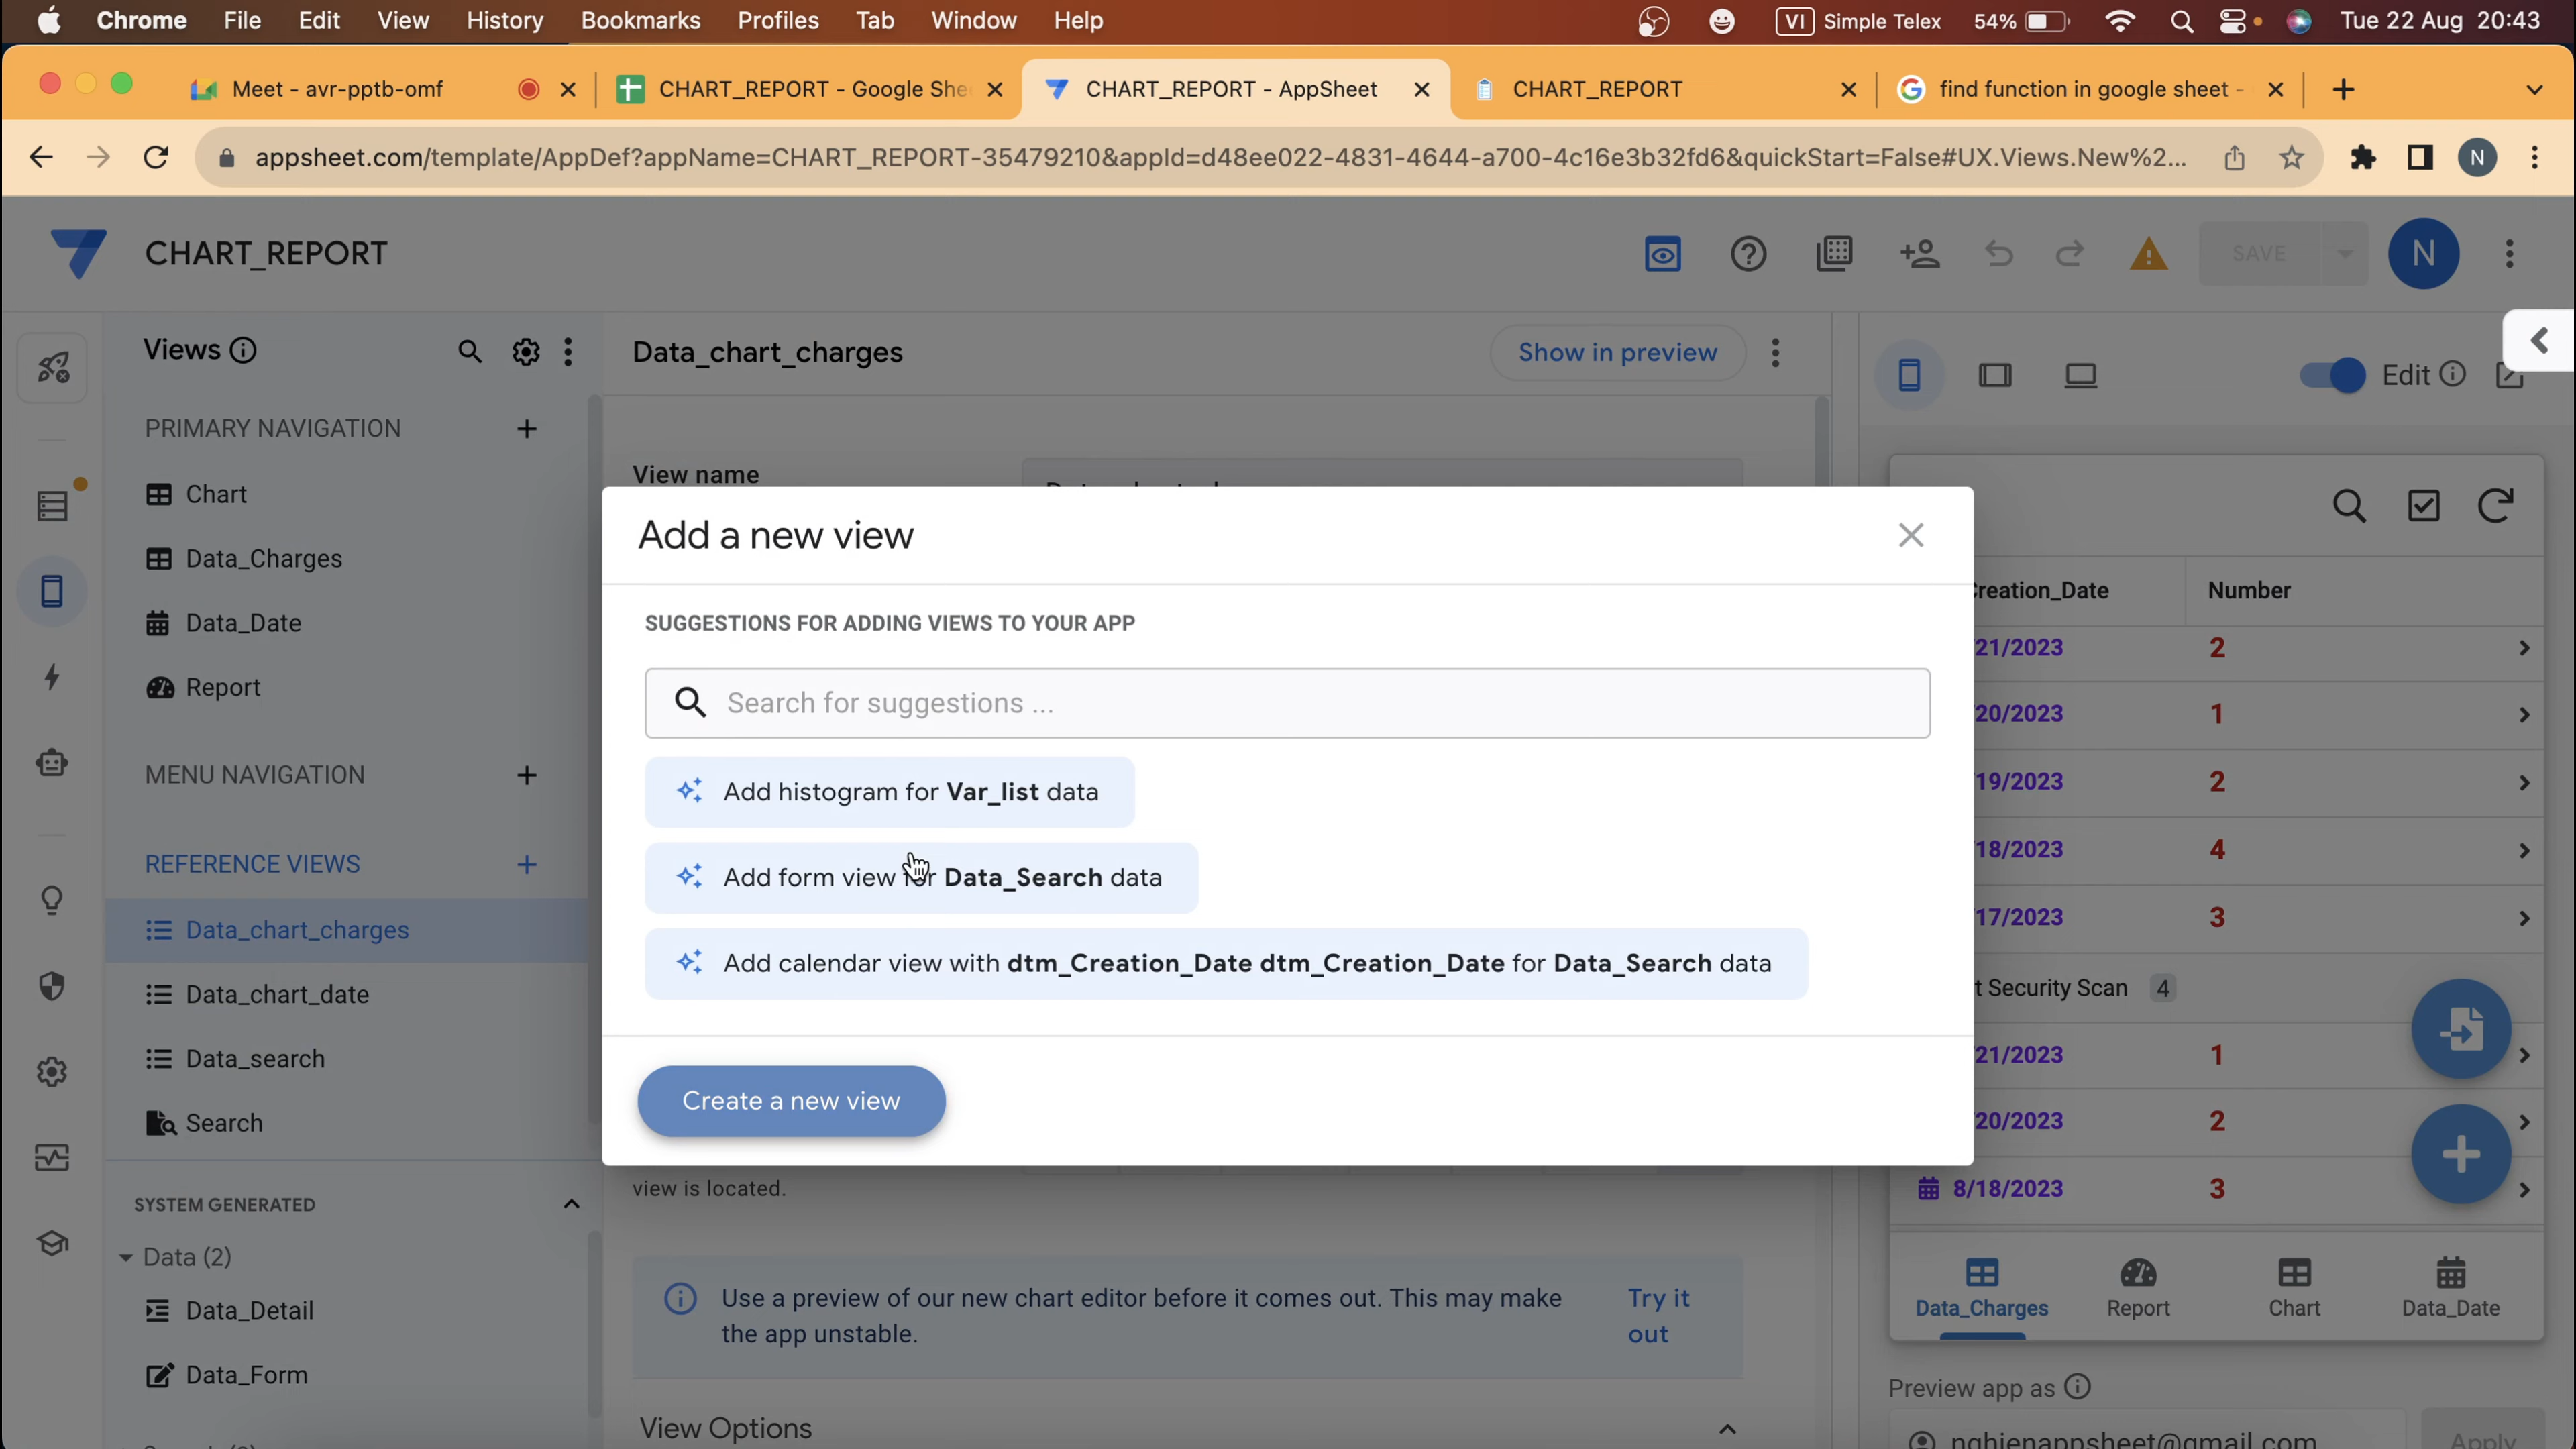 Chrome File Edit View History Bookmarks Profiles Tab Window Help VI Simple Telex 54% Tue 22 Aug 20:43
Meet - avr-pptb-omf CHART_REPORT - Google She CHART_REPORT - AppSheet CHART_REPORT find function in google sheet -
appsheet.com/template/AppDef?appName=CHART_REPORT-35479210&appId=d48ee022-4831-4644-a700-4c16e3b32fd6&quickStart=False#UX.Views.New%2... N
CHART_REPORT SAVE N
Views Data_chart_charges Show in preview Edit
PRIMARY NAVIGATION
View name
Chart
Data_Charges
Data_Date
Report
MENU NAVIGATION
REFERENCE VIEWS
Data_chart_charges
Data_chart_date
Data_search
Search
SYSTEM GENERATED
Data (2)
Data_Detail
Data_Form
Add a new view
SUGGESTIONS FOR ADDING VIEWS TO YOUR APP
Search for suggestions ...
Add histogram for Var_list data
Add form view for Data_Search data
Add calendar view with dtm_Creation_Date dtm_Creation_Date for Data_Search data
Create a new view
view is located.
Use a preview of our new chart editor before it comes out. This may make the app unstable.
Try it out
View Options
Creation_Date Number
/21/2023 2
/20/2023 1
/19/2023 2
/18/2023 4
/17/2023 3
t Security Scan 4
/21/2023 1
/20/2023 2
8/18/2023 3
Data_Charges Report Chart Data_Date
Preview app as
nghienappsheet@gmail.com Apply